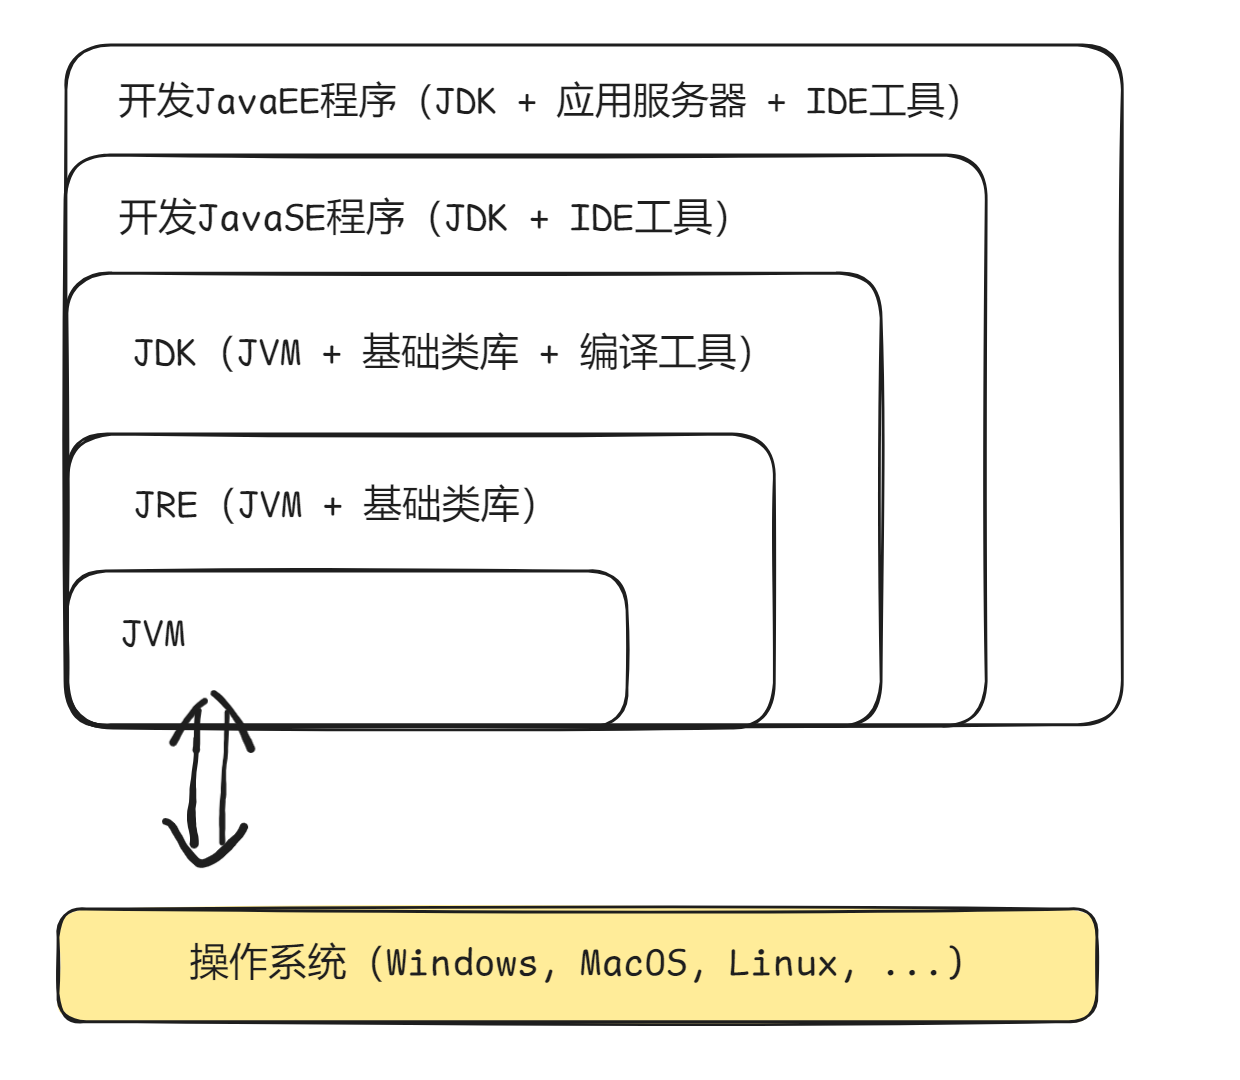 开发JavaEE程序（JDK + 应用服务器 + IDE工具）
开发JavaSE程序（JDK + IDE工具）
JDK（JVM + 基础类库 + 编译工具）
JRE（JVM + 基础类库）
JVM
操作系统（Windows, MacOS, Linux, ...）